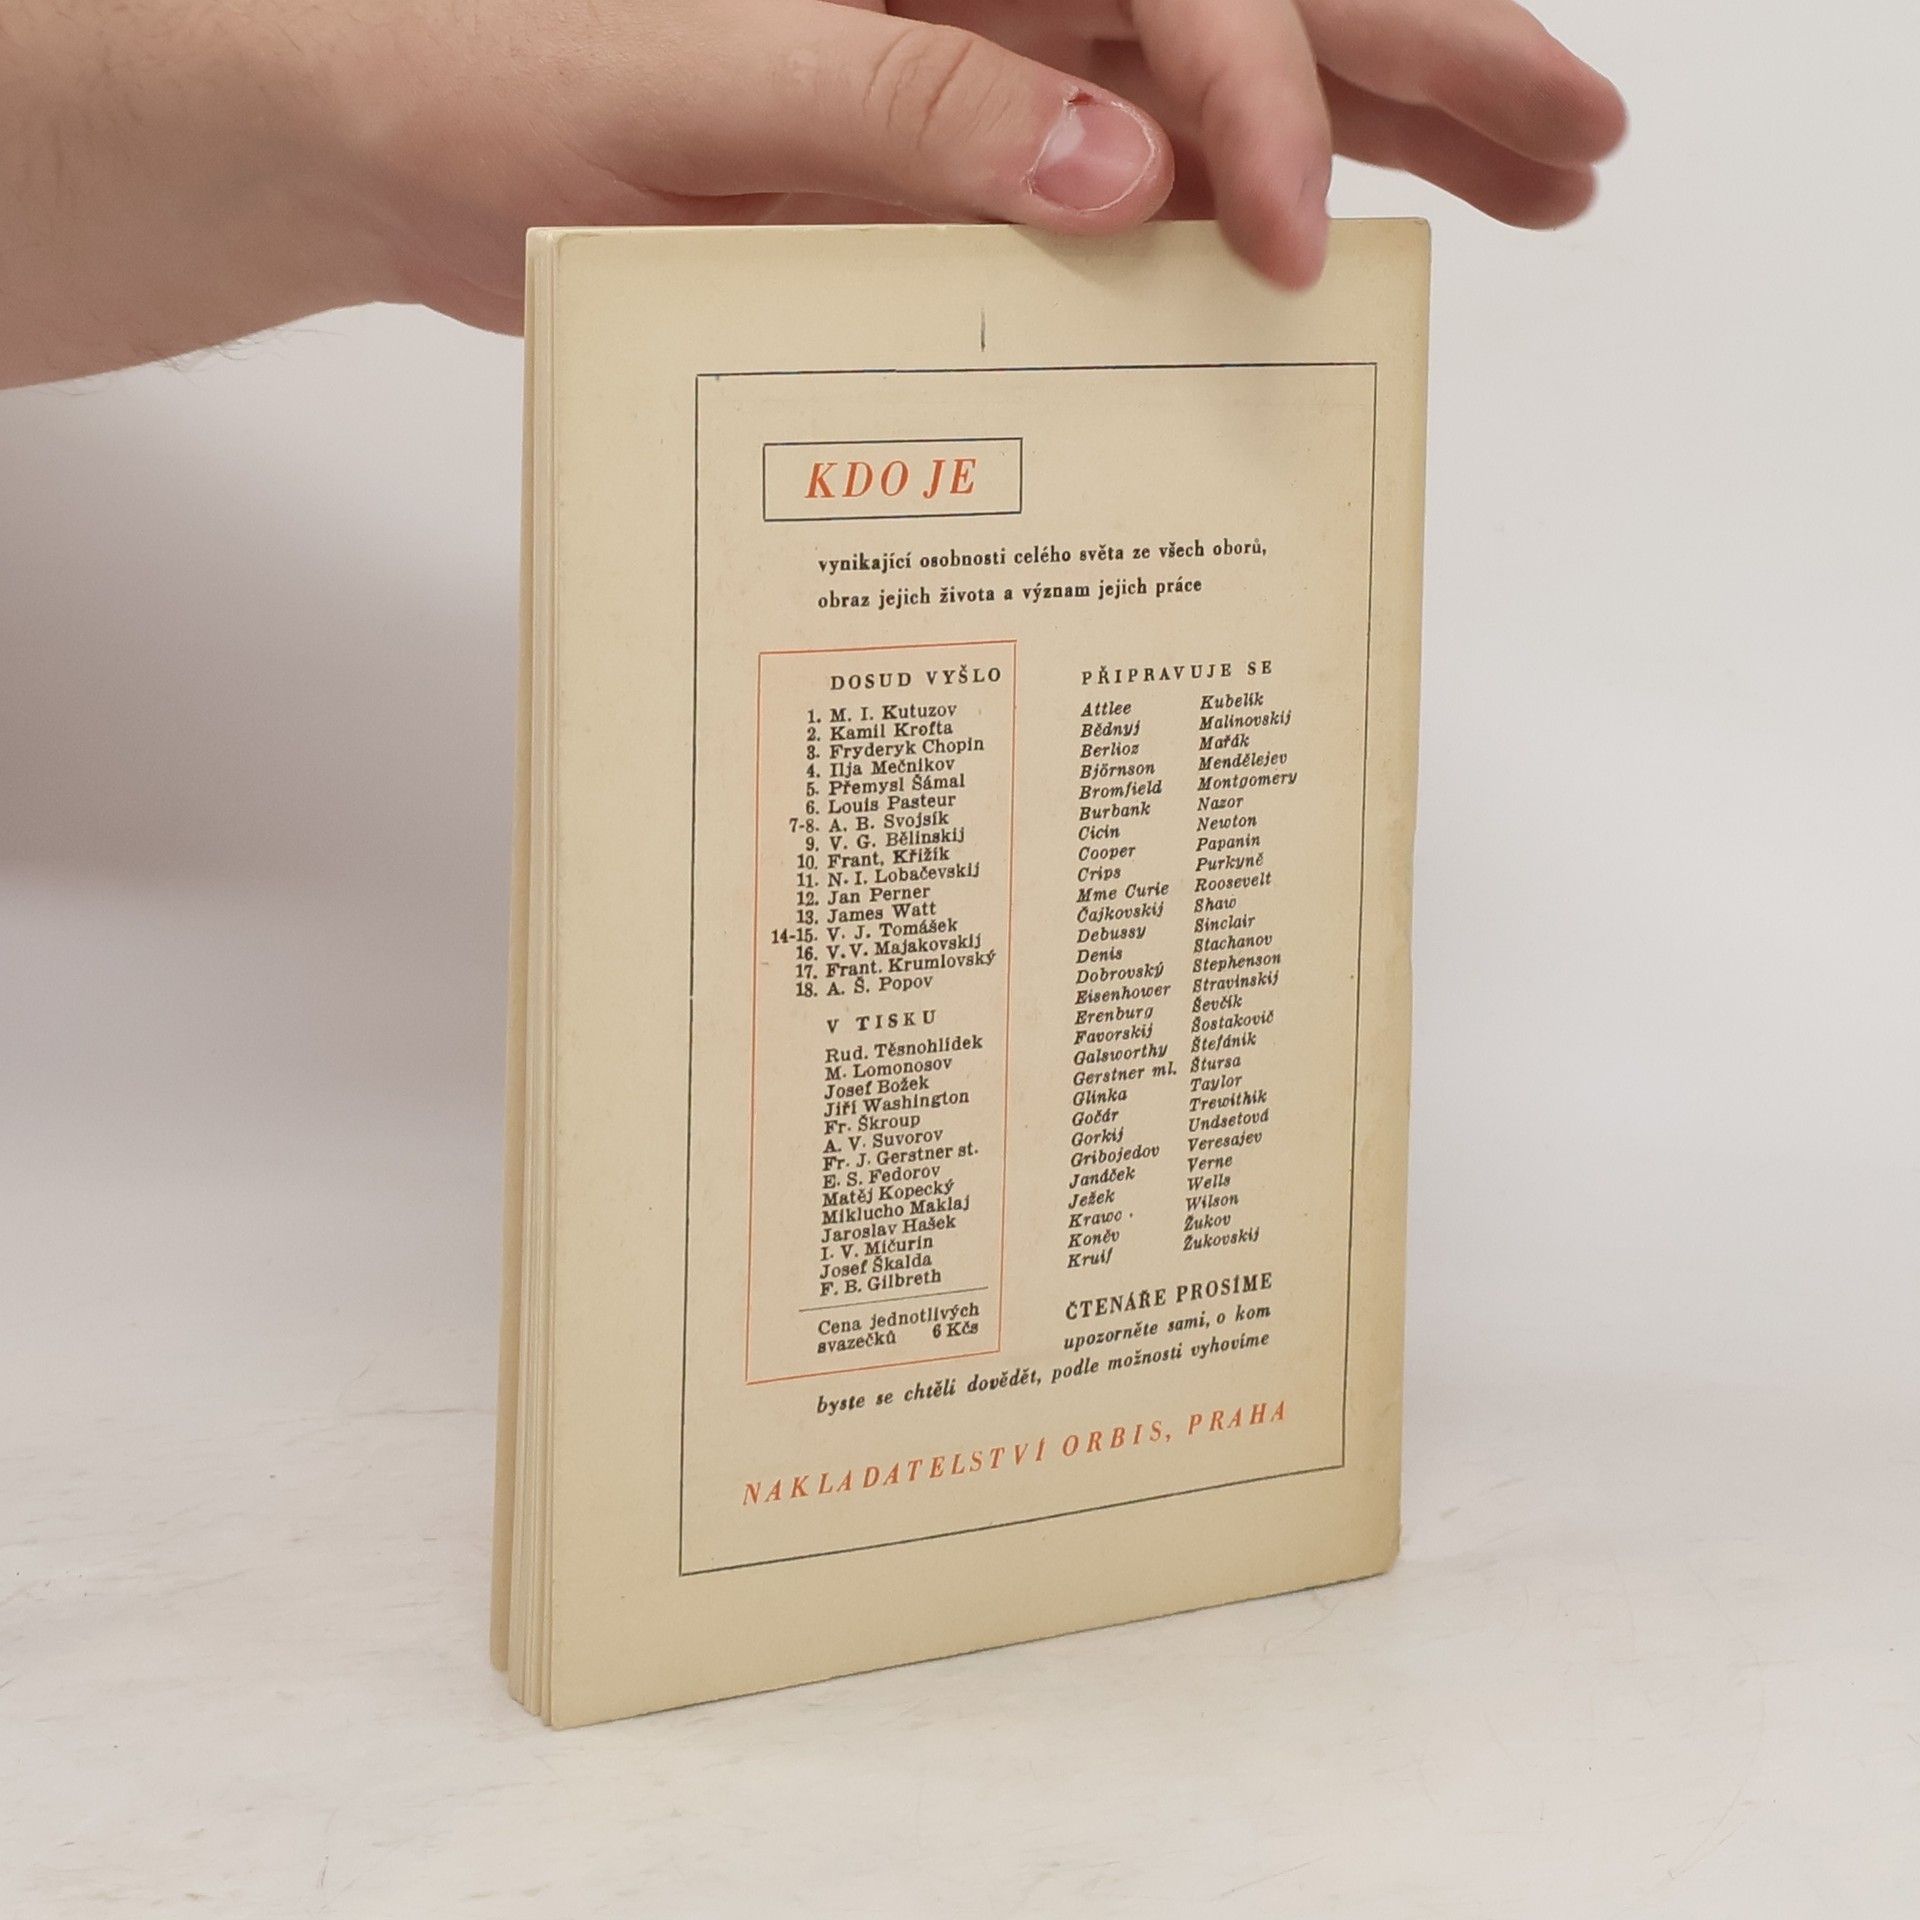 KDO JE
vynikající osobnosti celého světa ze všech oborů,
obraz jejich života a význam jejich práce
DOSUD VYŠLO
1. M. I. Kutuzov
2. Kamil Krofta
3. Fryderyk Chopin
4. Ilja Mečnikov
5. Přemysl Šámal
6. Louis Pasteur
7-8. A. B. Svojsík
9. V. G. Bělinskij
10. Frant. Křižík
11. N. I. Lobačevskij
12. Jan Perner
13. James Watt
14-15. V. J. Tomášek
16. V. V. Majakovskij
17. Frant. Krumlovský
18. A. Š. Popov
V TISKU
Rud. Těsnohlídek
M. Lomonosov
Josef Božek
Jiří Washington
Fr. Škroup
A. V. Suvorov
Fr. J. Gerstner st.
E. S. Fedorov
Matěj Kopecký
Miklucho Maklaj
Jaroslav Hašek
I. V. Mičurin
Josef Škalda
F. B. Gilbreth
Cena jednotlivých
svazečků 6 Kčs
PŘIPRAVUJE SE
Attlee
Bědnyj
Berlioz
Björnson
Bromfield
Burbank
Cicin
Cooper
Crips
Mme Curie
Čajkovskij
Debussy
Denis
Dobrovský
Eisenhower
Erenburg
Favorskij
Galsworthy
Gerstner ml.
Glinka
Gočár
Gorkij
Gribojedov
Janáček
Ježek
Krawc
Koněv
Kruif
Kubelík
Malinovskij
Mařák
Mendělejev
Montgomery
Nazor
Newton
Papanin
Purkyně
Roosevelt
Shaw
Sinclair
Stachanov
Stephenson
Stravinskij
Ševčík
Šostakovič
Štefánik
Štursa
Taylor
Trewithik
Undsetová
Veresajev
Verne
Wells
Wilson
Žukov
Žukovskij
ČTENÁŘE PROSÍME
upozorněte sami, o kom
byste se chtěli dovědět, podle možnosti vyhovíme
NAKLADATELSTVÍ ORBIS, PRAHA